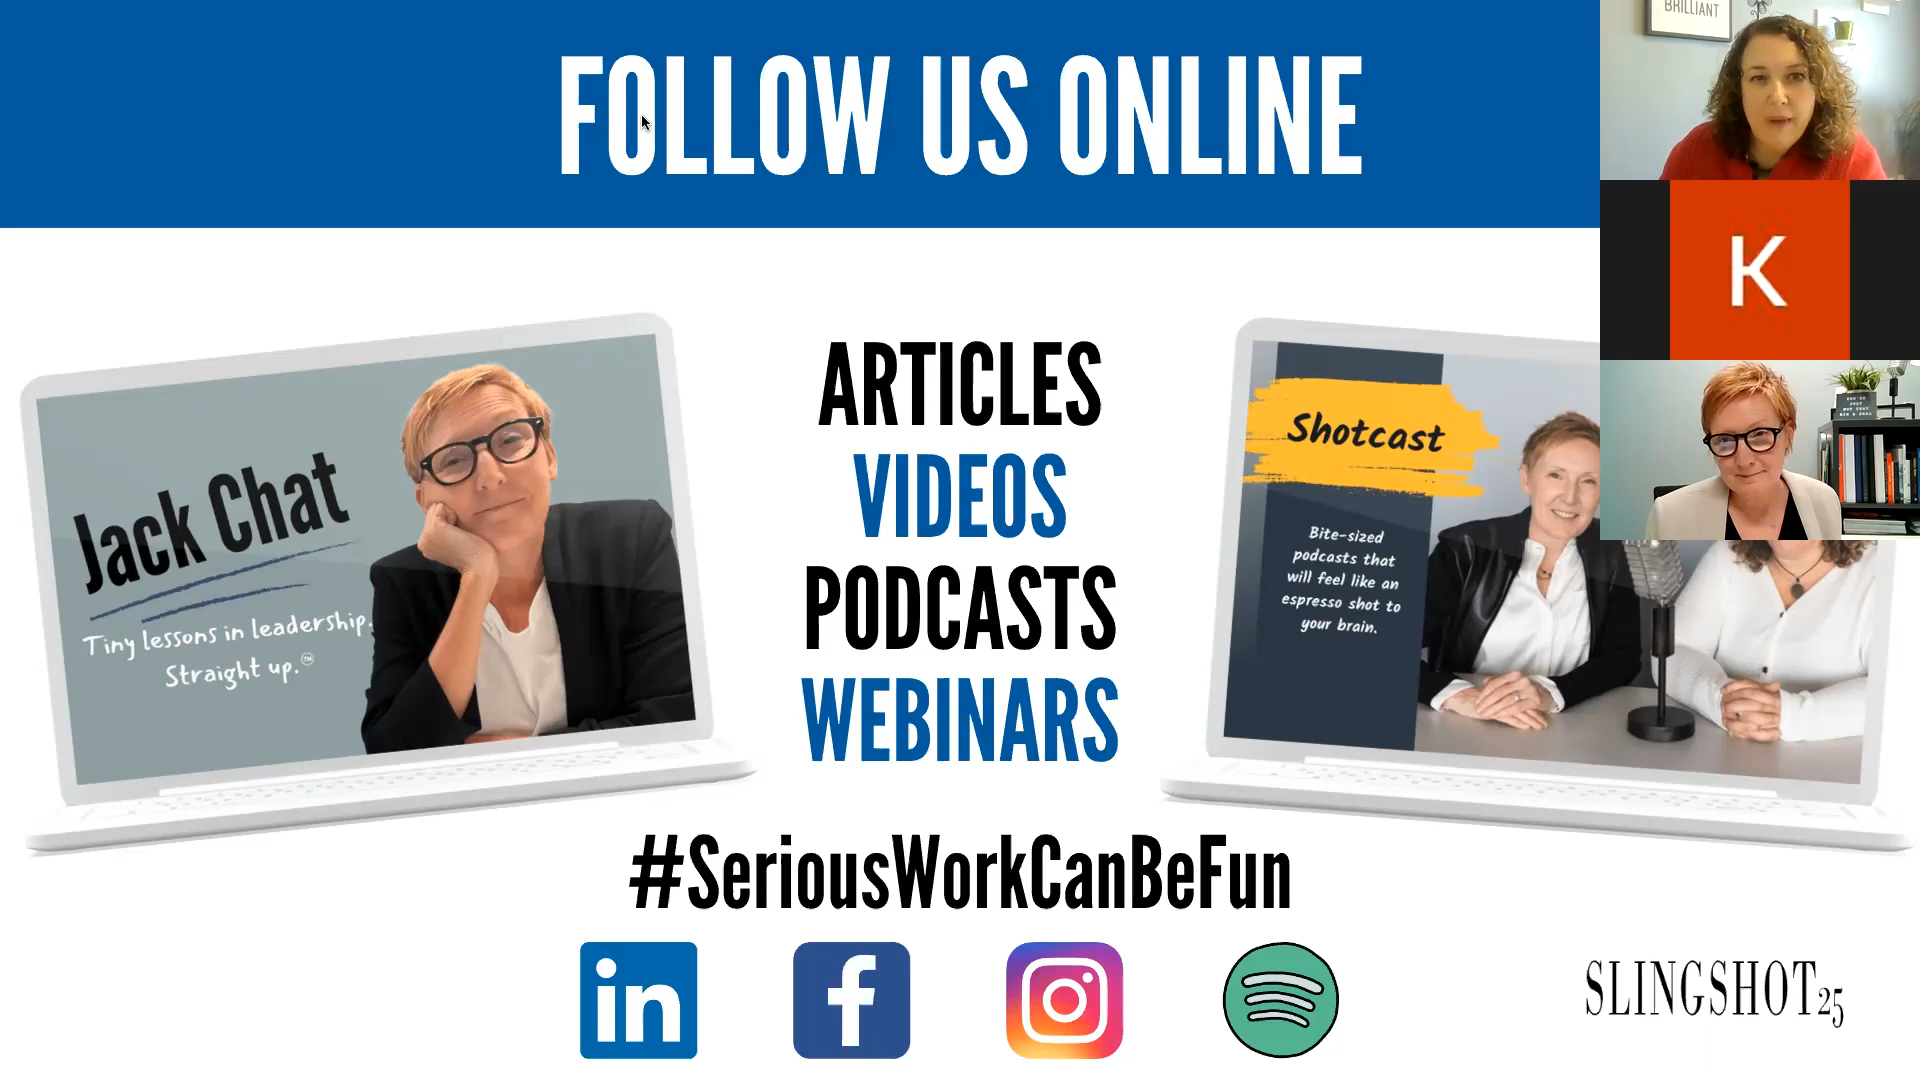 FOLLOW US ONLINE
BRILLIANT
K
Jack Chat
Tiny lessons in leadership.
Straight up.™
ARTICLES
VIDEOS
PODCASTS
WEBINARS
Shotcast
Bite-sized
podcasts that
will feel like an
espresso shot to
your brain.
#SeriousWorkCanBeFun
in
f
SLINGSHOT25